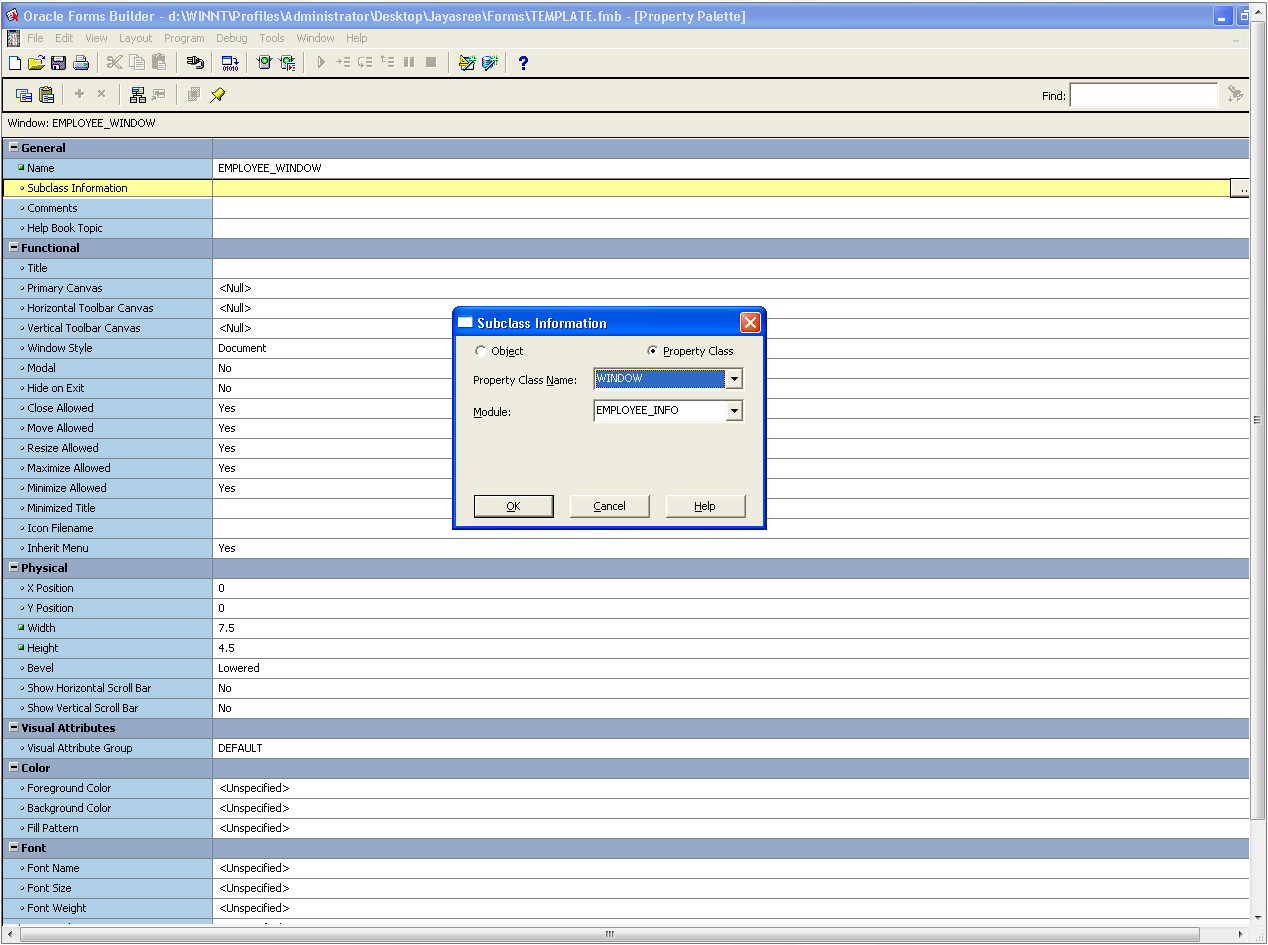 Oracle Forms Builder - d:\WINNT\Profiles\Administrator\Desktop\Jayasree\Forms\TEMPLATE.fmb - [Property Palette]
File Edit View Layout Program Debug Tools Window Help
Find:
Window: EMPLOYEE_WINDOW
General
Name EMPLOYEE_WINDOW
Subclass Information ...
Comments
Help Book Topic
Functional
Title
Primary Canvas <Null>
Horizontal Toolbar Canvas <Null>
Vertical Toolbar Canvas <Null>
Window Style Document
Modal No
Hide on Exit No
Close Allowed Yes
Move Allowed Yes
Resize Allowed Yes
Maximize Allowed Yes
Minimize Allowed Yes
Minimized Title
Icon Filename
Inherit Menu Yes
Physical
X Position 0
Y Position 0
Width 7.5
Height 4.5
Bevel Lowered
Show Horizontal Scroll Bar No
Show Vertical Scroll Bar No
Visual Attributes
Visual Attribute Group DEFAULT
Color
Foreground Color <Unspecified>
Background Color <Unspecified>
Fill Pattern <Unspecified>
Font
Font Name <Unspecified>
Font Size <Unspecified>
Font Weight <Unspecified>
Subclass Information
Object Property Class
Property Class Name: WINDOW
Module: EMPLOYEE_INFO
OK Cancel Help